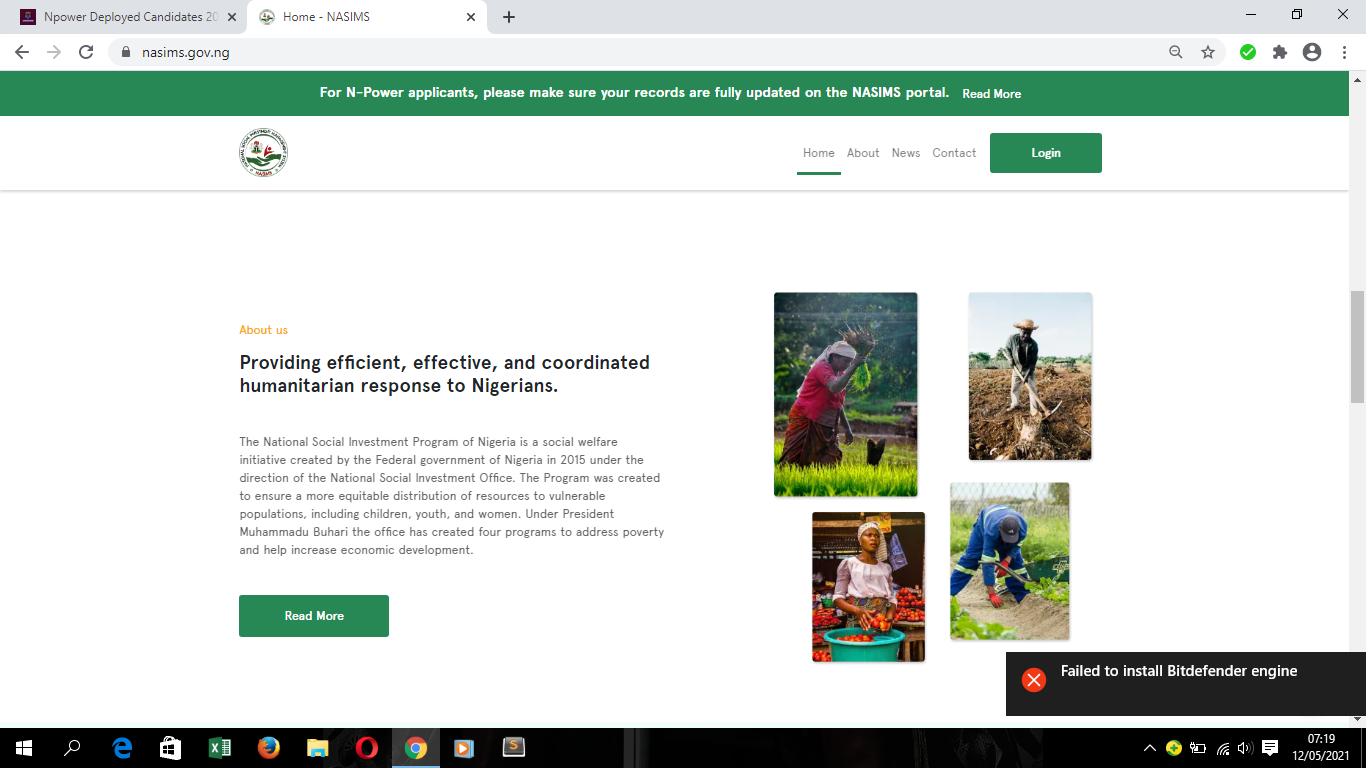 Npower Deployed Candidates 20
Home - NASIMS
nasims.gov.ng
For N-Power applicants, please make sure your records are fully updated on the NASIMS portal. Read More
Home About News Contact Login
About us
Providing efficient, effective, and coordinated
humanitarian response to Nigerians.
The National Social Investment Program of Nigeria is a social welfare
initiative created by the Federal government of Nigeria in 2015 under the
direction of the National Social Investment Office. The Program was created
to ensure a more equitable distribution of resources to vulnerable
populations, including children, youth, and women. Under President
Muhammadu Buhari the office has created four programs to address poverty
and help increase economic development.
Read More
Failed to install Bitdefender engine
07:19
12/05/2021